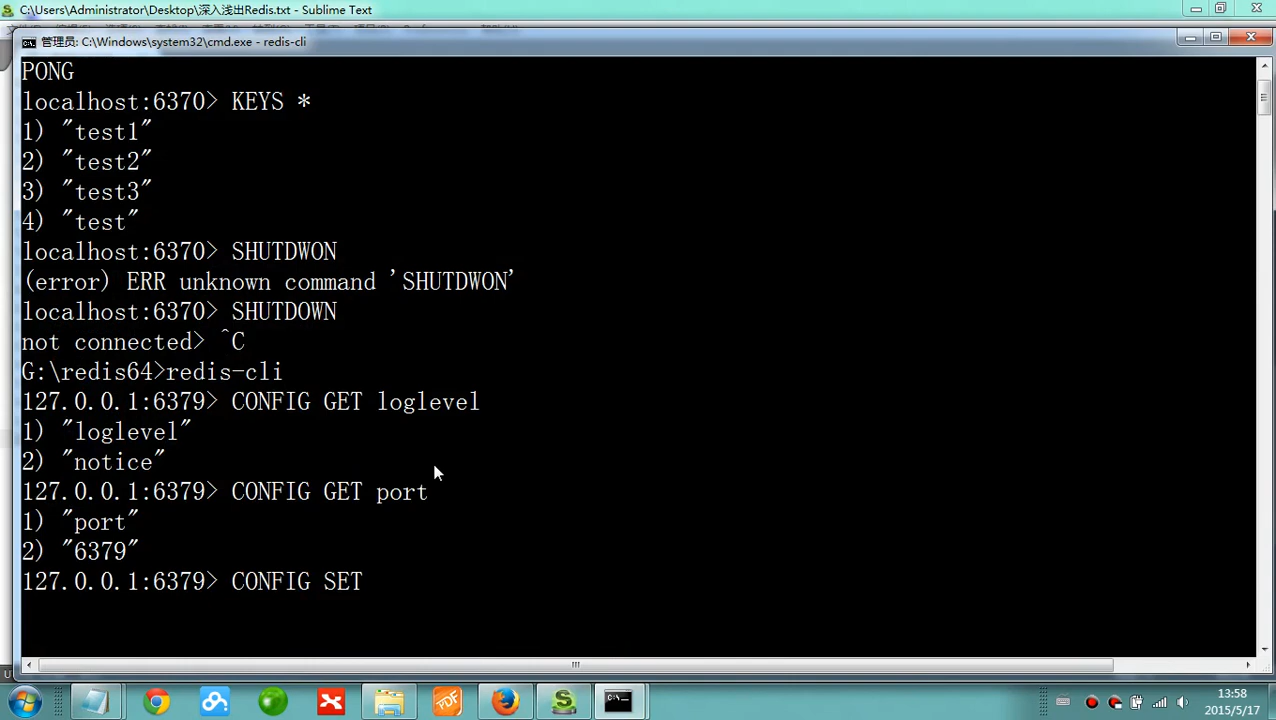 C:\Users\Administrator\Desktop\深入浅出Redis.txt - Sublime Text
管理员: C:\Windows\system32\cmd.exe - redis-cli
PONG
localhost:6370> KEYS *
1) "test1"
2) "test2"
3) "test3"
4) "test"
localhost:6370> SHUTDWON
(error) ERR unknown command 'SHUTDWON'
localhost:6370> SHUTDOWN
not connected> ^C
G:\redis64>redis-cli
127.0.0.1:6379> CONFIG GET loglevel
1) "loglevel"
2) "notice"
127.0.0.1:6379> CONFIG GET port
1) "port"
2) "6379"
127.0.0.1:6379> CONFIG SET
13:58
2015/5/17